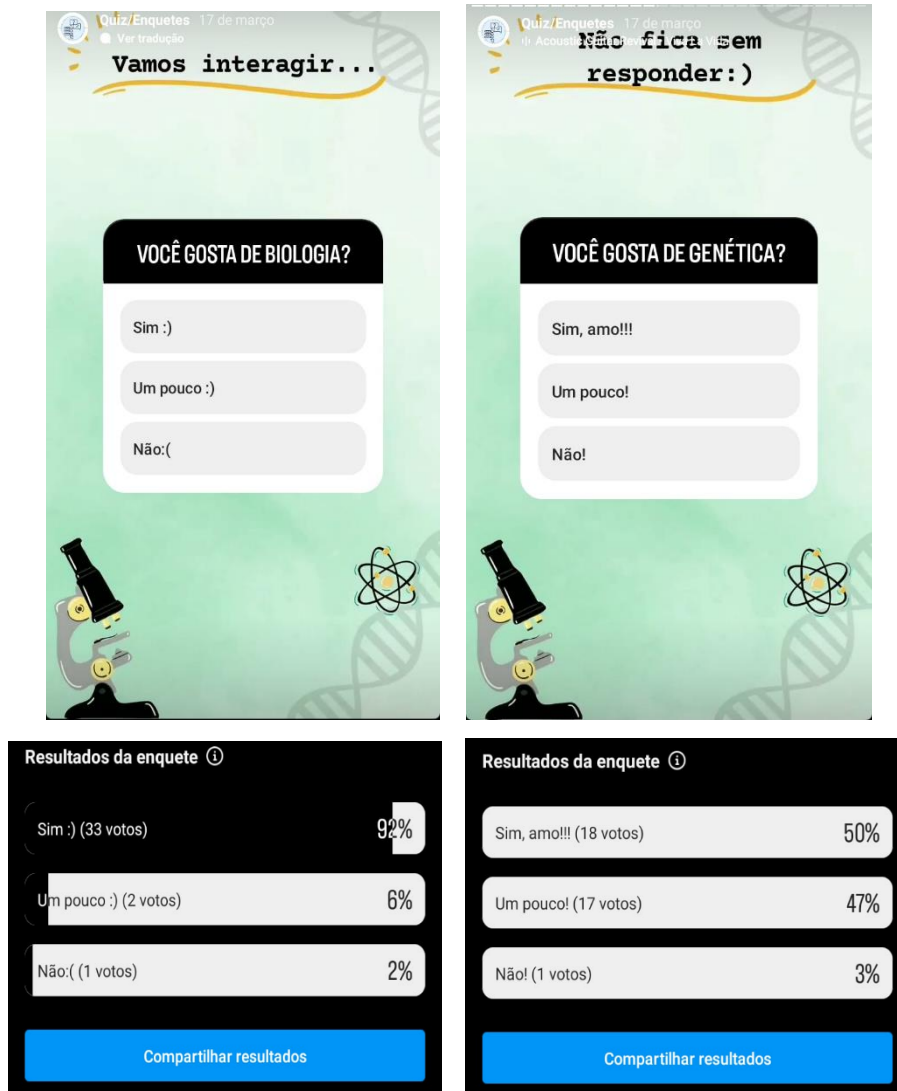 Quiz/Enquetes 17 de março
Ver tradução
Vamos interagir...
VOCÊ GOSTA DE BIOLOGIA?
Sim :)
Um pouco :)
Não:(
Quiz/Enquetes 17 de março
Não fica sem
responder:)
VOCÊ GOSTA DE GENÉTICA?
Sim, amo!!!
Um pouco!
Não!
Resultados da enquete
Sim :) (33 votos) 92%
Um pouco :) (2 votos) 6%
Não:( (1 votos) 2%
Compartilhar resultados
Resultados da enquete
Sim, amo!!! (18 votos) 50%
Um pouco! (17 votos) 47%
Não! (1 votos) 3%
Compartilhar resultados